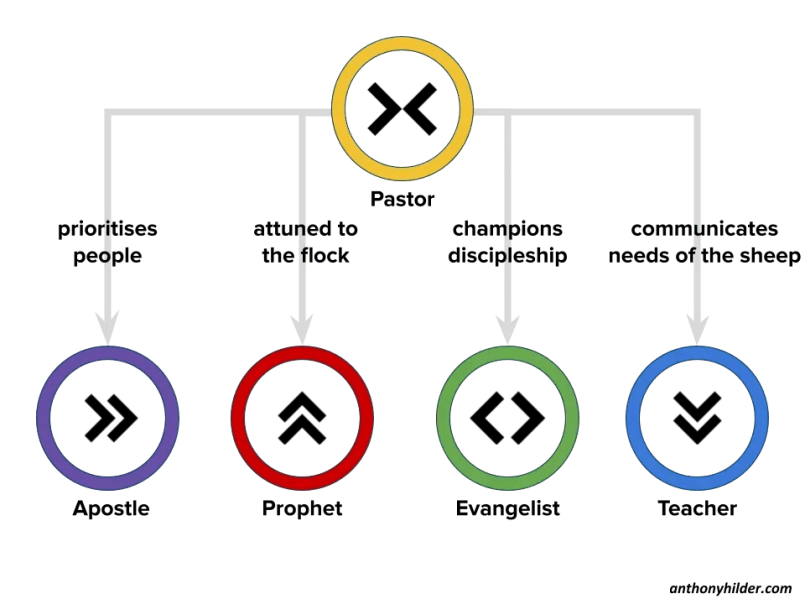 Pastor
prioritises
people
attuned to
the flock
champions
discipleship
communicates
needs of the sheep
Apostle
Prophet
Evangelist
Teacher
anthonyhilder.com